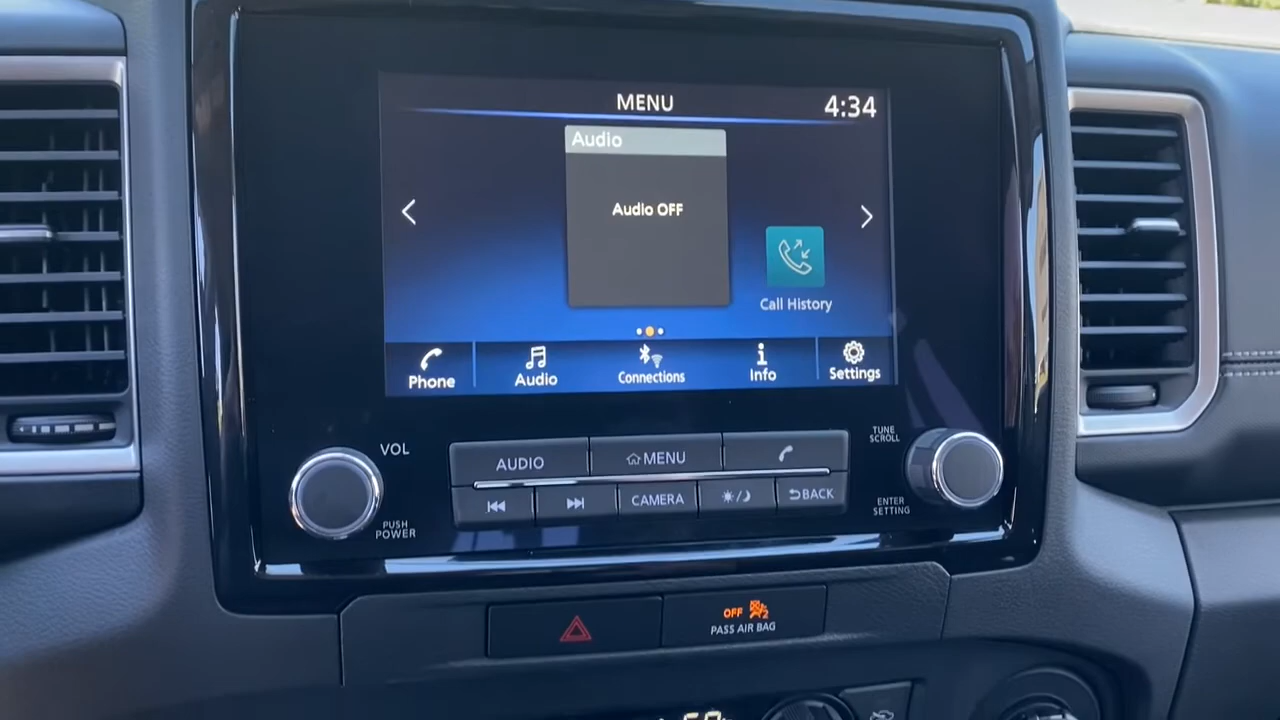 MENU
4:34
Audio
Audio OFF
Call History
Phone
Audio
Connections
Info
Settings
VOL
PUSH
POWER
AUDIO
MENU
CAMERA
BACK
TUNE
SCROLL
ENTER
SETTING
OFF
2
PASS AIR BAG